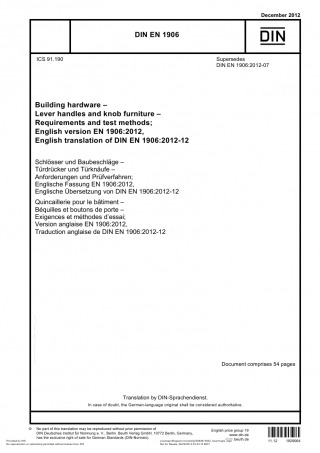 December 2012
DIN EN 1906
DIN
ICS 91.190
Supersedes
DIN EN 1906:2012-07
Building hardware –
Lever handles and knob furniture –
Requirements and test methods;
English version EN 1906:2012,
English translation of DIN EN 1906:2012-12
Schlösser und Baubeschläge –
Türdrücker und Türknäufe –
Anforderungen und Prüfverfahren;
Englische Fassung EN 1906:2012,
Englische Übersetzung von DIN EN 1906:2012-12
Quincaillerie pour le bâtiment –
Béquilles et boutons de porte –
Exigences et méthodes d'essai;
Version anglaise EN 1906:2012,
Traduction anglaise de DIN EN 1906:2012-12
Document comprises 54 pages
Translation by DIN-Sprachendienst.
In case of doubt, the German-language original shall be considered authoritative.
© No part of this translation may be reproduced without prior permission of
DIN Deutsches Institut für Normung e. V., Berlin. Beuth Verlag GmbH, 10772 Berlin, Germany,
has the exclusive right of sale for German Standards (DIN-Normen).
English price group 19
www.din.de
www.beuth.de